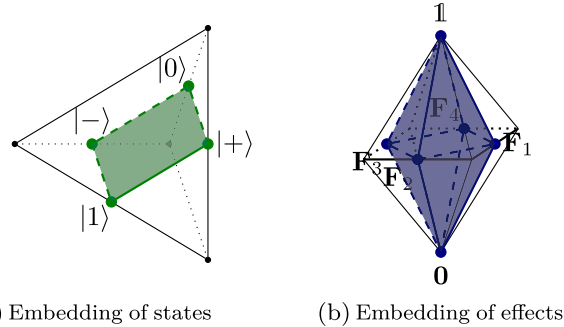 |0⟩
|−⟩
|+⟩
|1⟩
) Embedding of states
𝟙
F₄
F₁
F₃
F₂
0
(b) Embedding of effects